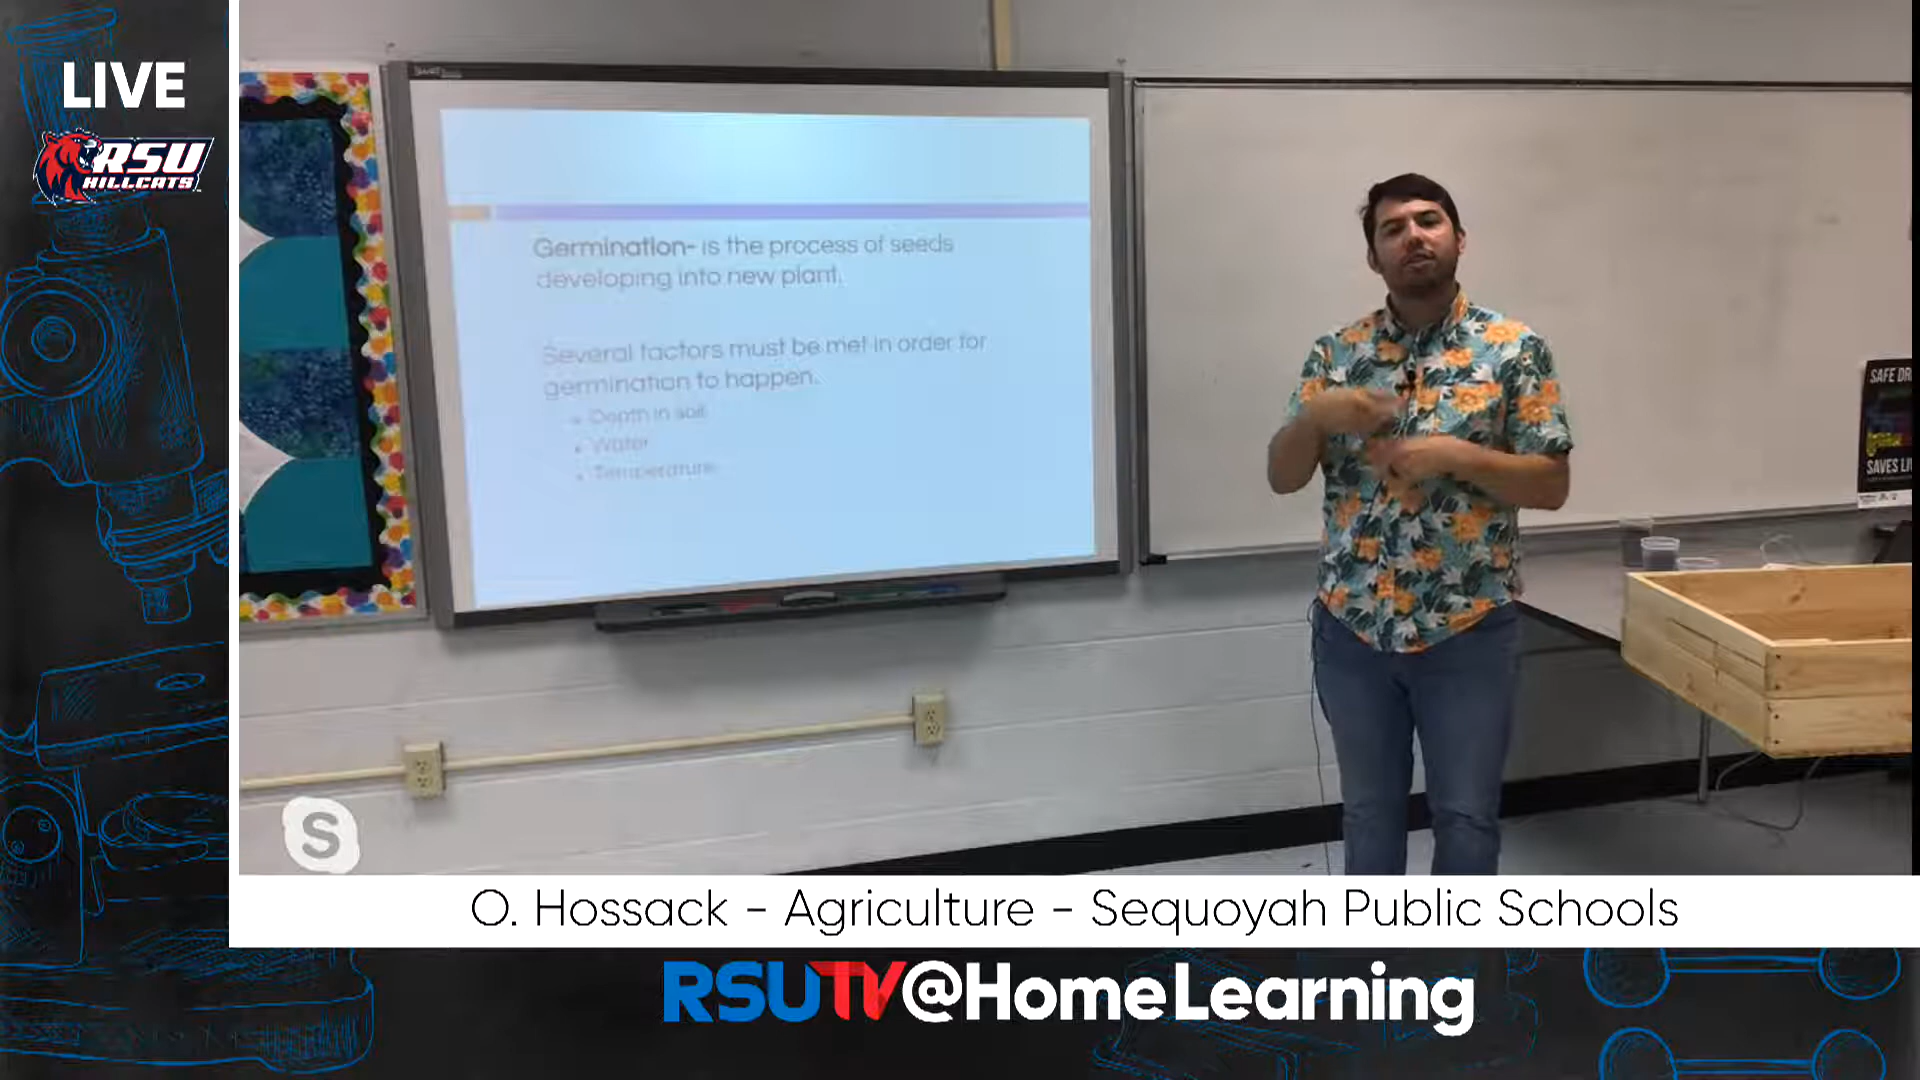 LIVE
RSU
HILLCATS
Germination- is the process of seeds
developing into new plant.
Several factors must be met in order for
germination to happen.
• Depth in soil
• Water
• Temperature
SAFE DR
SAVES LI
S
O. Hossack - Agriculture - Sequoyah Public Schools
RSUTV@HomeLearning